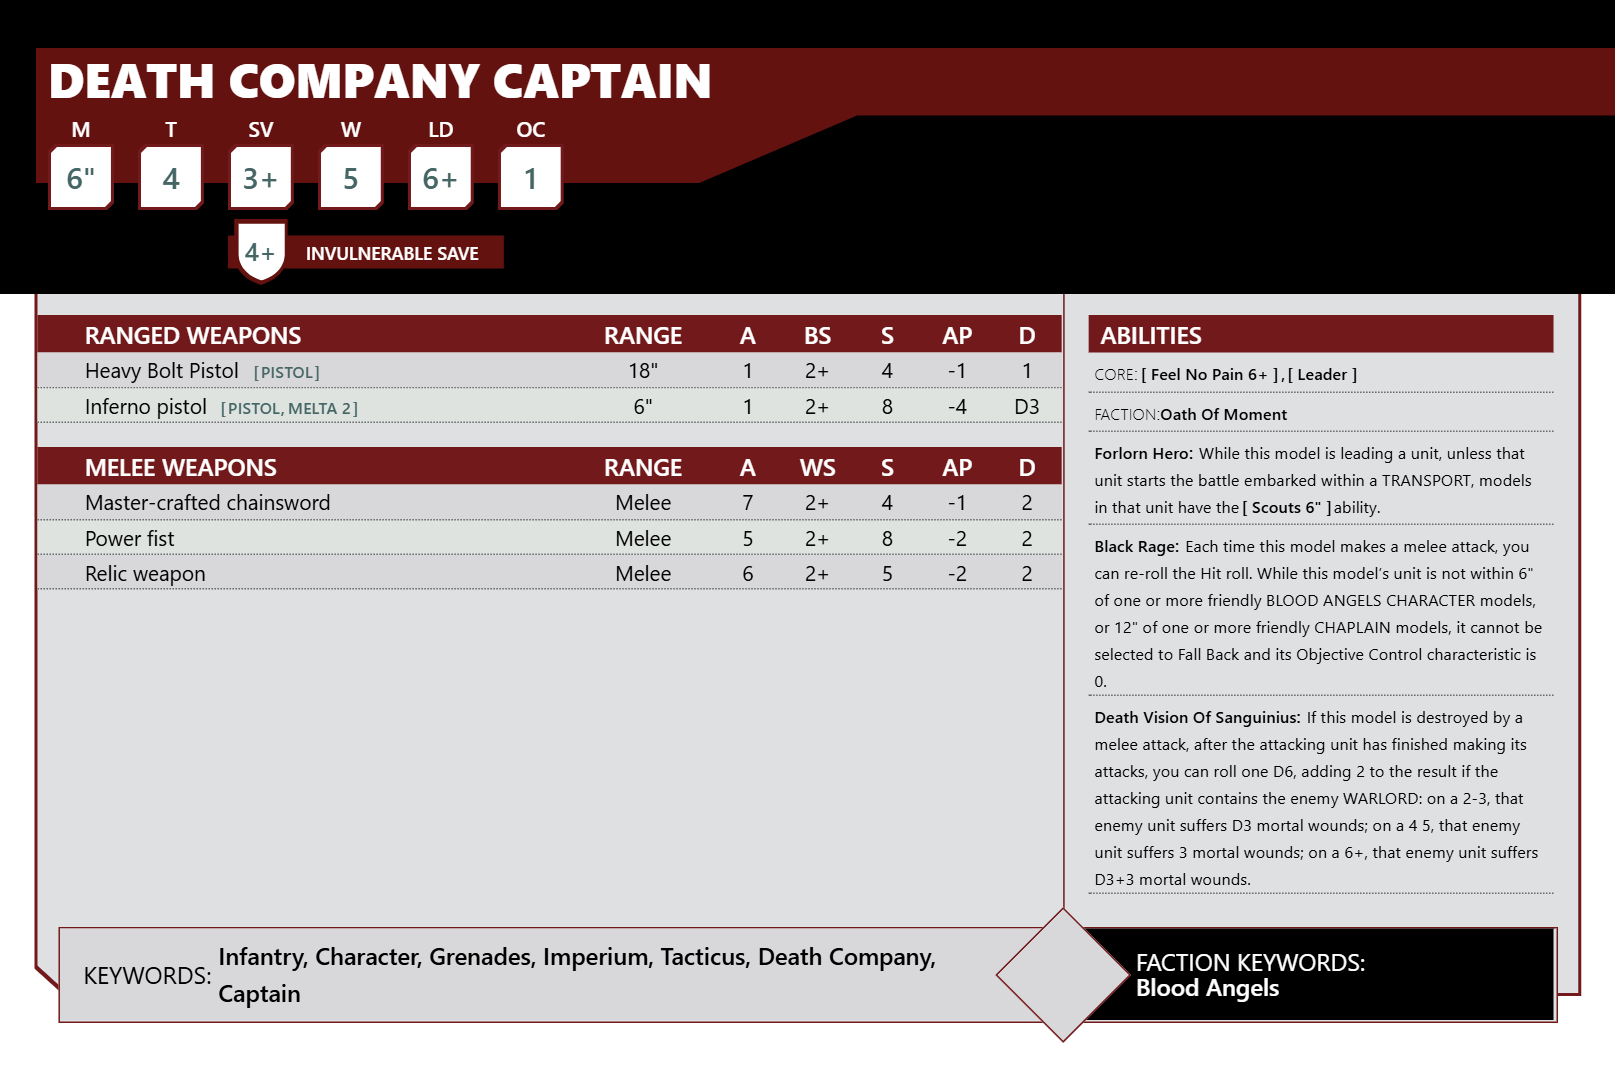 DEATH COMPANY CAPTAIN
M T SV W LD OC
6" 4 3+ 5 6+ 1
4+ INVULNERABLE SAVE
RANGED WEAPONS RANGE A BS S AP D
Heavy Bolt Pistol [PISTOL] 18" 1 2+ 4 -1 1
Inferno pistol [PISTOL, MELTA 2] 6" 1 2+ 8 -4 D3
MELEE WEAPONS RANGE A WS S AP D
Master-crafted chainsword Melee 7 2+ 4 -1 2
Power fist Melee 5 2+ 8 -2 2
Relic weapon Melee 6 2+ 5 -2 2
ABILITIES
CORE: [ Feel No Pain 6+ ] , [ Leader ]
FACTION:Oath Of Moment
Forlorn Hero: While this model is leading a unit, unless that
unit starts the battle embarked within a TRANSPORT, models
in that unit have the [ Scouts 6" ] ability.
Black Rage: Each time this model makes a melee attack, you
can re-roll the Hit roll. While this model's unit is not within 6"
of one or more friendly BLOOD ANGELS CHARACTER models,
or 12" of one or more friendly CHAPLAIN models, it cannot be
selected to Fall Back and its Objective Control characteristic is
0.
Death Vision Of Sanguinius: If this model is destroyed by a
melee attack, after the attacking unit has finished making its
attacks, you can roll one D6, adding 2 to the result if the
attacking unit contains the enemy WARLORD: on a 2-3, that
enemy unit suffers D3 mortal wounds; on a 4 5, that enemy
unit suffers 3 mortal wounds; on a 6+, that enemy unit suffers
D3+3 mortal wounds.
KEYWORDS: Infantry, Character, Grenades, Imperium, Tacticus, Death Company,
Captain
FACTION KEYWORDS:
Blood Angels